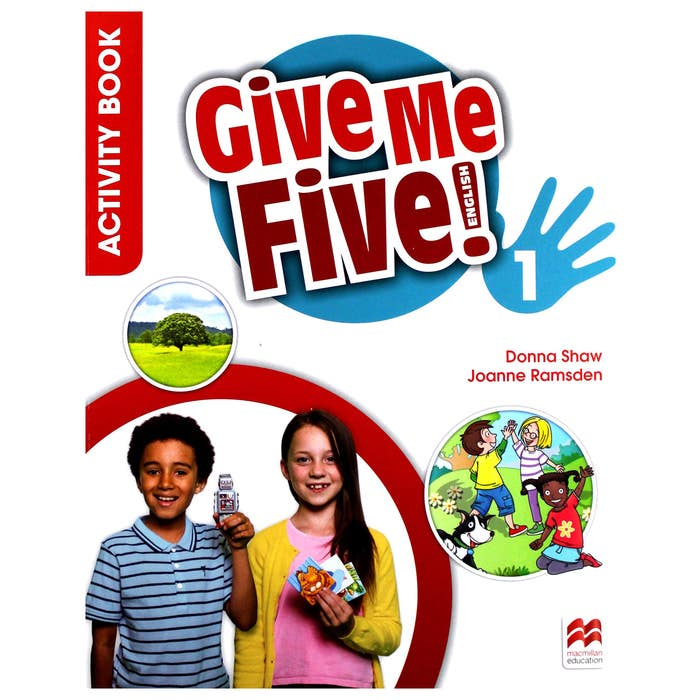 ACTIVITY BOOK
Give Me
Five!
ENGLISH
1
Donna Shaw
Joanne Ramsden
macmillan
education